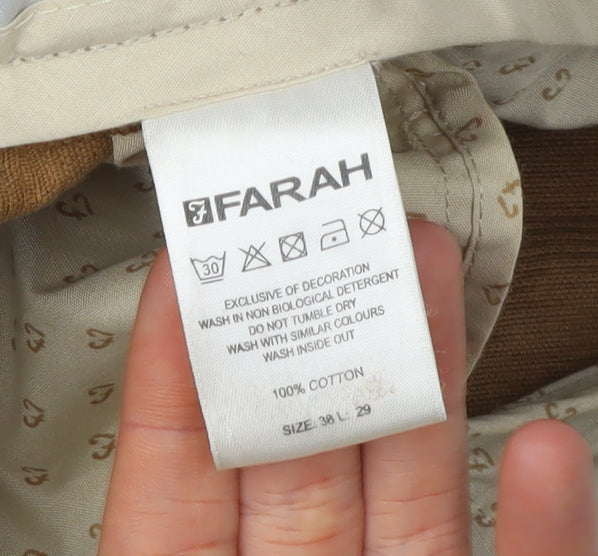 FARAH
30
EXCLUSIVE OF DECORATION
WASH IN NON BIOLOGICAL DETERGENT
DO NOT TUMBLE DRY
WASH WITH SIMILAR COLOURS
WASH INSIDE OUT
100% COTTON
SIZE: 38 L: 29